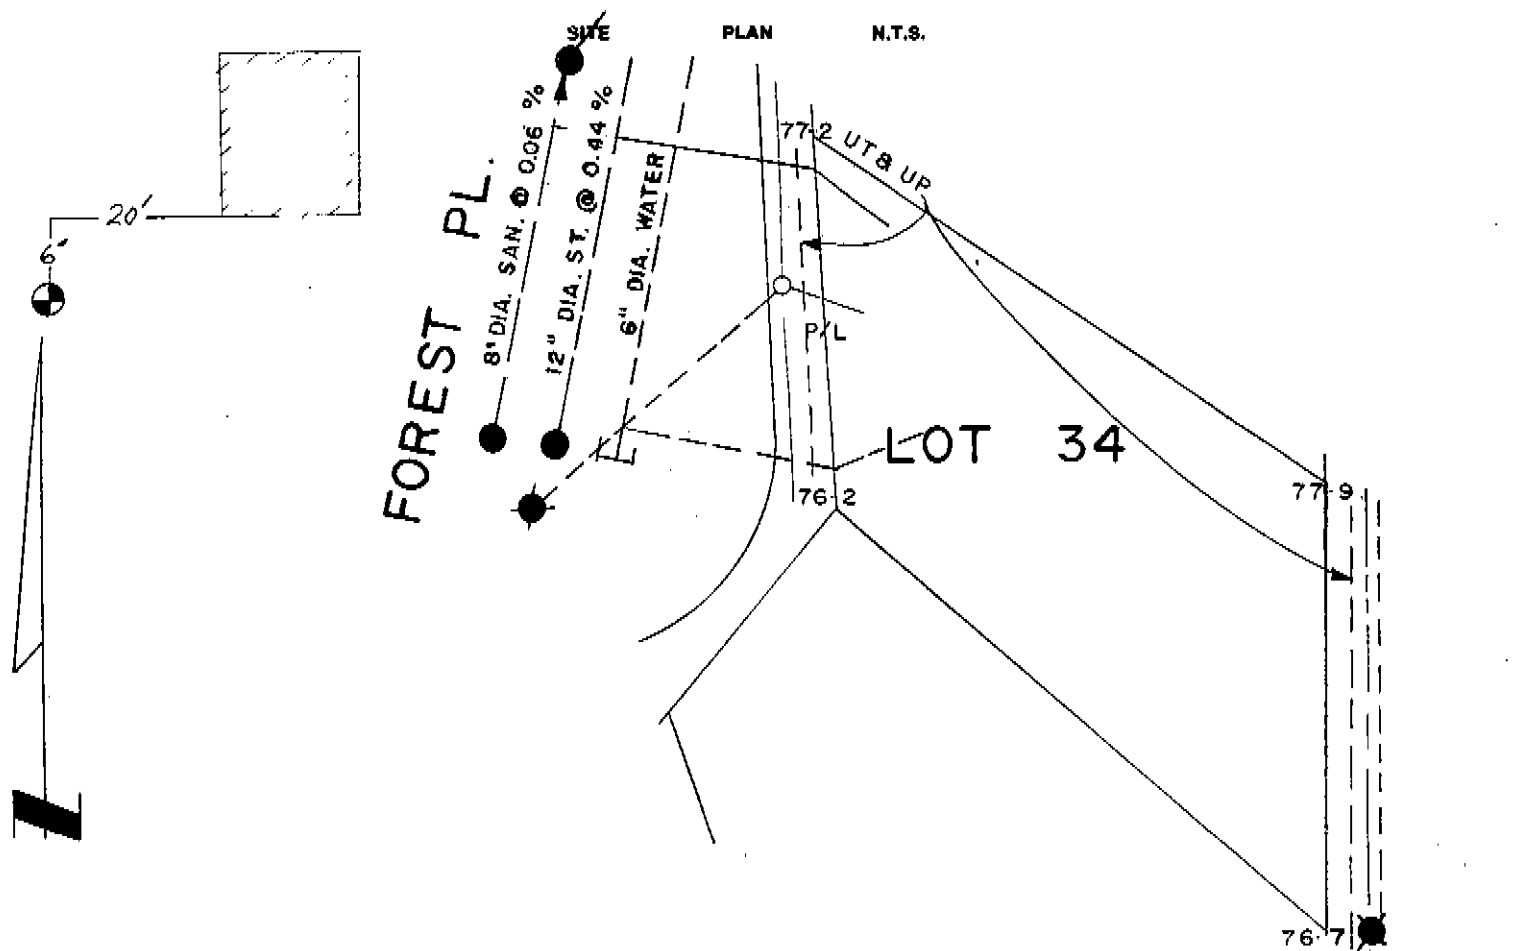 SITE PLAN N.T.S.
20'
6'
FOREST PL.
8" DIA. SAN. @ 0.06 %
12" DIA. ST. @ 0.44 %
6" DIA. WATER
77.2
UT & UP
P/L
LOT 34
76.2
77.9
76.7